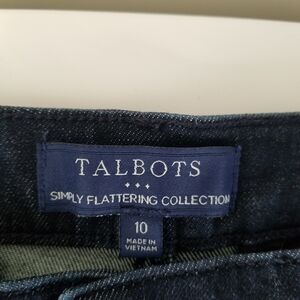 TALBOTS
SIMPLY FLATTERING COLLECTION
10
MADE IN
VIETNAM